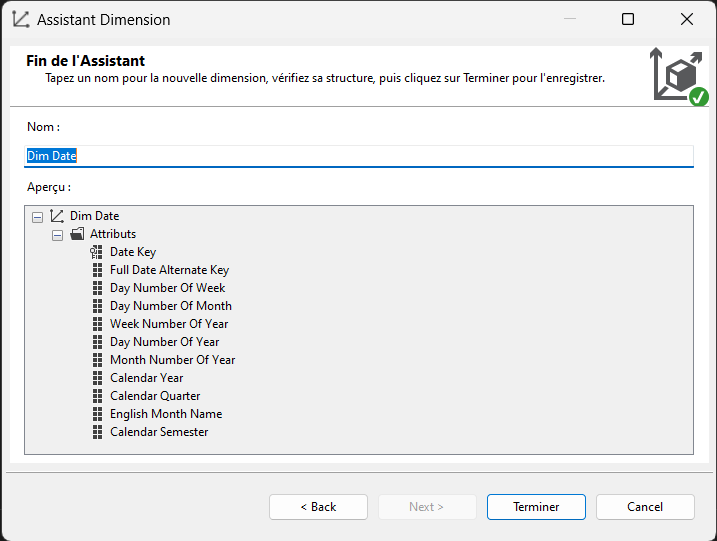 Assistant Dimension
Fin de l'Assistant
Tapez un nom pour la nouvelle dimension, vérifiez sa structure, puis cliquez sur Terminer pour l'enregistrer.
Nom :
Dim Date
Aperçu :
Dim Date
Attributs
Date Key
Full Date Alternate Key
Day Number Of Week
Day Number Of Month
Week Number Of Year
Day Number Of Year
Month Number Of Year
Calendar Year
Calendar Quarter
English Month Name
Calendar Semester
< Back Next > Terminer Cancel